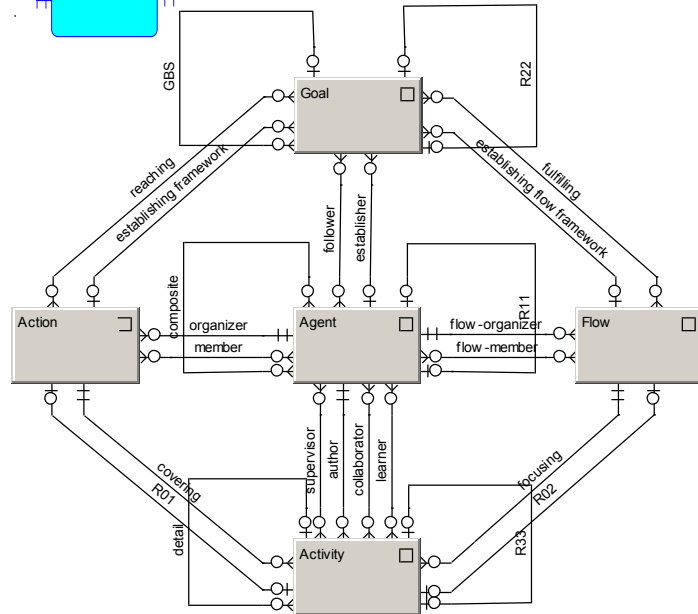 GBS
R22
Goal
reaching
establishing framework
establishing flow framework
fulfilling
follower
establisher
composite
R11
Action
organizer
member
Agent
flow-organizer
flow-member
Flow
supervisor
author
collaborator
learner
covering
R01
focusing
R02
detail
R33
Activity